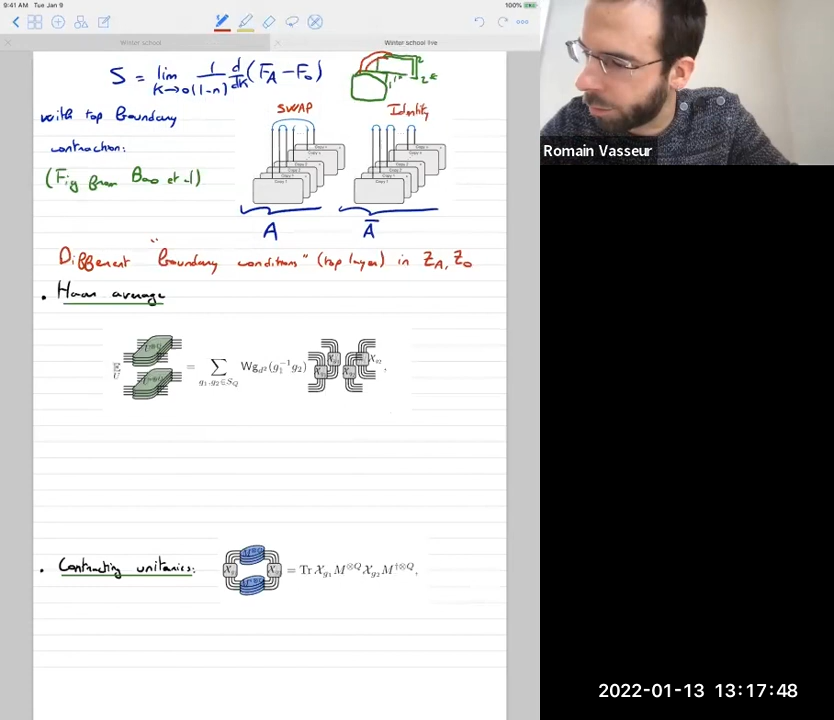 9:41 AM Tue Jan 9
100%
Winter school
Winter school live
S = lim K→0 1/(1-n) d/dK (F_A - F_0)
with top boundary
contraction:
(Fig from Bao et al)
SWAP
Identity
A
Ā
Different "boundary conditions" (top layer) in Z_A, Z_0
• Haar average
𝔼_U = ∑_{g_1,g_2∈S_Q} Wg_{d^2}(g_1^{-1}g_2)
• Contracting unitaries:
= Tr X_{g_1} M^{⊗Q} X_{g_2} M^{†⊗Q},
Romain Vasseur
2022-01-13 13:17:48